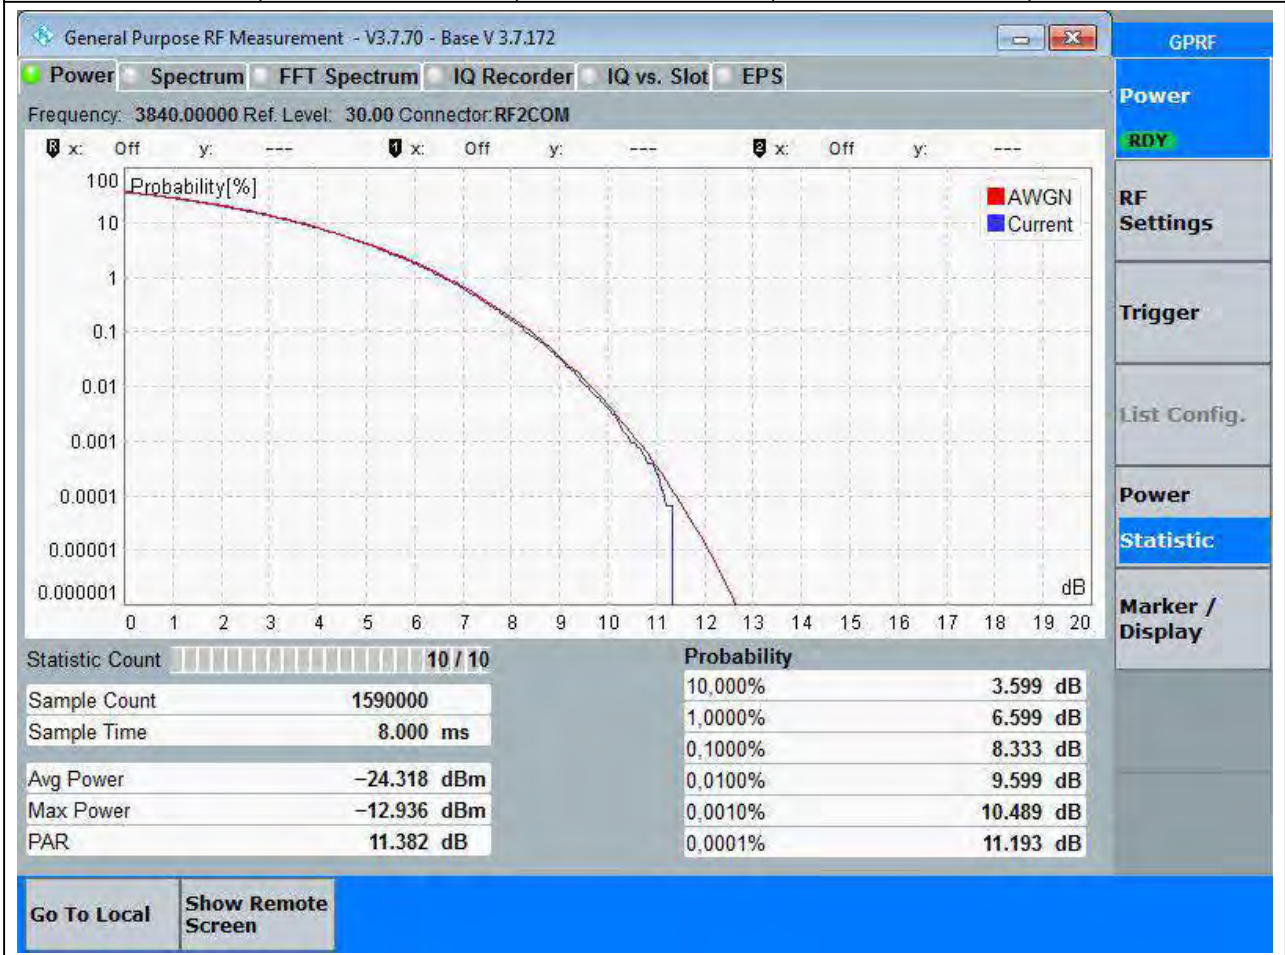 General Purpose RF Measurement - V3.7.70 - Base V 3.7.172
GPRF
Power Spectrum FFT Spectrum IQ Recorder IQ vs. Slot EPS
Frequency: 3840.00000 Ref. Level: 30.00 Connector:RF2COM
R x: Off y: --- 1 x: Off y: --- 2 x: Off y: ---
Probability[%]
AWGN
Current
100
10
1
0.1
0.01
0.001
0.0001
0.00001
0.000001
dB
0 1 2 3 4 5 6 7 8 9 10 11 12 13 14 15 16 17 18 19 20
Statistic Count 10 / 10
Sample Count 1590000
Sample Time 8.000 ms
Avg Power −24.318 dBm
Max Power −12.936 dBm
PAR 11.382 dB
Probability
10,000% 3.599 dB
1,0000% 6.599 dB
0,1000% 8.333 dB
0,0100% 9.599 dB
0,0010% 10.489 dB
0,0001% 11.193 dB
Power
RDY
RF
Settings
Trigger
List Config.
Power
Statistic
Marker /
Display
Go To Local
Show Remote
Screen